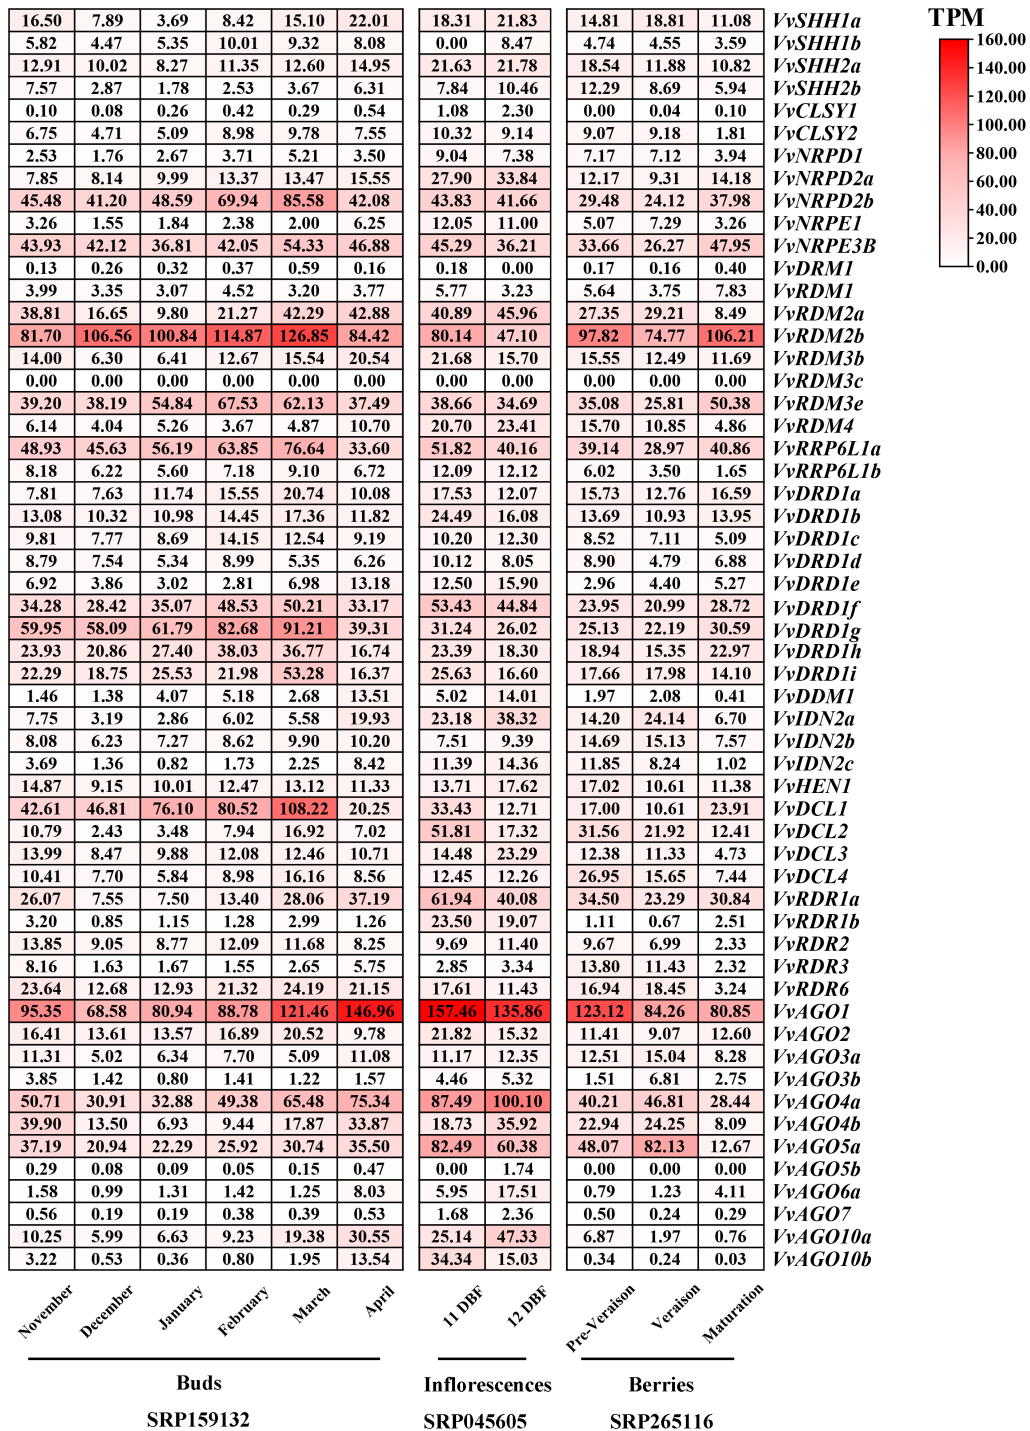 TPM
16.50 7.89 3.69 8.42 15.10 22.01 18.31 21.83 14.81 18.81 11.08 VvSHH1a
5.82 4.47 5.35 10.01 9.32 8.08 0.00 8.47 4.74 4.55 3.59 VvSHH1b
12.91 10.02 8.27 11.35 12.60 14.95 21.63 21.78 18.54 11.88 10.82 VvSHH2a
7.57 2.87 1.78 2.53 3.67 6.31 7.84 10.46 12.29 8.69 5.94 VvSHH2b
0.10 0.08 0.26 0.42 0.29 0.54 1.08 2.30 0.00 0.04 0.10 VvCLSY1
6.75 4.71 5.09 8.98 9.78 7.55 10.32 9.14 9.07 9.18 1.81 VvCLSY2
2.53 1.76 2.67 3.71 5.21 3.50 9.04 7.38 7.17 7.12 3.94 VvNRPD1
7.85 8.14 9.99 13.37 13.47 15.55 27.90 33.84 12.17 9.31 14.18 VvNRPD2a
45.48 41.20 48.59 69.94 85.58 42.08 43.83 41.66 29.48 24.12 37.98 VvNRPD2b
3.26 1.55 1.84 2.38 2.00 6.25 12.05 11.00 5.07 7.29 3.26 VvNRPE1
43.93 42.12 36.81 42.05 54.33 46.88 45.29 36.21 33.66 26.27 47.95 VvNRPE3B
0.13 0.26 0.32 0.37 0.59 0.16 0.18 0.00 0.17 0.16 0.40 VvDRM1
3.99 3.35 3.07 4.52 3.20 3.77 5.77 3.23 5.64 3.75 7.83 VvRDM1
38.81 16.65 9.80 21.27 42.29 42.88 40.89 45.96 27.35 29.21 8.49 VvRDM2a
81.70 106.56 100.84 114.87 126.85 84.42 80.14 47.10 97.82 74.77 106.21 VvRDM2b
14.00 6.30 6.41 12.67 15.54 20.54 21.68 15.70 15.55 12.49 11.69 VvRDM3b
0.00 0.00 0.00 0.00 0.00 0.00 0.00 0.00 0.00 0.00 0.00 VvRDM3c
39.20 38.19 54.84 67.53 62.13 37.49 38.66 34.69 35.08 25.81 50.38 VvRDM3e
6.14 4.04 5.26 3.67 4.87 10.70 20.70 23.41 15.70 10.85 4.86 VvRDM4
48.93 45.63 56.19 63.85 76.64 33.60 51.82 40.16 39.14 28.97 40.86 VvRRP6L1a
8.18 6.22 5.60 7.18 9.10 6.72 12.09 12.12 6.02 3.50 1.65 VvRRP6L1b
7.81 7.63 11.74 15.55 20.74 10.08 17.53 12.07 15.73 12.76 16.59 VvDRD1a
13.08 10.32 10.98 14.45 17.36 11.82 24.49 16.08 13.69 10.93 13.95 VvDRD1b
9.81 7.77 8.69 14.15 12.54 9.19 10.20 12.30 8.52 7.11 5.09 VvDRD1c
8.79 7.54 5.34 8.99 5.35 6.26 10.12 8.05 8.90 4.79 6.88 VvDRD1d
6.92 3.86 3.02 2.81 6.98 13.18 12.50 15.90 2.96 4.40 5.27 VvDRD1e
34.28 28.42 35.07 48.53 50.21 33.17 53.43 44.84 23.95 20.99 28.72 VvDRD1f
59.95 58.09 61.79 82.68 91.21 39.31 31.24 26.02 25.13 22.19 30.59 VvDRD1g
23.93 20.86 27.40 38.03 36.77 16.74 23.39 18.30 18.94 15.35 22.97 VvDRD1h
22.29 18.75 25.53 21.98 53.28 16.37 25.63 16.60 17.66 17.98 14.10 VvDRD1i
1.46 1.38 4.07 5.18 2.68 13.51 5.02 14.01 1.97 2.08 0.41 VvDDM1
7.75 3.19 2.86 6.02 5.58 19.93 23.18 38.32 14.20 24.14 6.70 VvIDN2a
8.08 6.23 7.27 8.62 9.90 10.20 7.51 9.39 14.69 15.13 7.57 VvIDN2b
3.69 1.36 0.82 1.73 2.25 8.42 11.39 14.36 11.85 8.24 1.02 VvIDN2c
14.87 9.15 10.01 12.47 13.12 11.33 13.71 17.62 17.02 10.61 11.38 VvHEN1
42.61 46.81 76.10 80.52 108.22 20.25 33.43 12.71 17.00 10.61 23.91 VvDCL1
10.79 2.43 3.48 7.94 16.92 7.02 51.81 17.32 31.56 21.92 12.41 VvDCL2
13.99 8.47 9.88 12.08 12.46 10.71 14.48 23.29 12.38 11.33 4.73 VvDCL3
10.41 7.70 5.84 8.98 16.16 8.56 12.45 12.26 26.95 15.65 7.44 VvDCL4
26.07 7.55 7.50 13.40 28.06 37.19 61.94 40.08 34.50 23.29 30.84 VvRDR1a
3.20 0.85 1.15 1.28 2.99 1.26 23.50 19.07 1.11 0.67 2.51 VvRDR1b
13.85 9.05 8.77 12.09 11.68 8.25 9.69 11.40 9.67 6.99 2.33 VvRDR2
8.16 1.63 1.67 1.55 2.65 5.75 2.85 3.34 13.80 11.43 2.32 VvRDR3
23.64 12.68 12.93 21.32 24.19 21.15 17.61 11.43 16.94 18.45 3.24 VvRDR6
95.35 68.58 80.94 88.78 121.46 146.96 157.46 135.86 123.12 84.26 80.85 VvAGO1
16.41 13.61 13.57 16.89 20.52 9.78 21.82 15.32 11.41 9.07 12.60 VvAGO2
11.31 5.02 6.34 7.70 5.09 11.08 11.17 12.35 12.51 15.04 8.28 VvAGO3a
3.85 1.42 0.80 1.41 1.22 1.57 4.46 5.32 1.51 6.81 2.75 VvAGO3b
50.71 30.91 32.88 49.38 65.48 75.34 87.49 100.10 40.21 46.81 28.44 VvAGO4a
39.90 13.50 6.93 9.44 17.87 33.87 18.73 35.92 22.94 24.25 8.09 VvAGO4b
37.19 20.94 22.29 25.92 30.74 35.50 82.49 60.38 48.07 82.13 12.67 VvAGO5a
0.29 0.08 0.09 0.05 0.15 0.47 0.00 1.74 0.00 0.00 0.00 VvAGO5b
1.58 0.99 1.31 1.42 1.25 8.03 5.95 17.51 0.79 1.23 4.11 VvAGO6a
0.56 0.19 0.19 0.38 0.39 0.53 1.68 2.36 0.50 0.24 0.29 VvAGO7
10.25 5.99 6.63 9.23 19.38 30.55 25.14 47.33 6.87 1.97 0.76 VvAGO10a
3.22 0.53 0.36 0.80 1.95 13.54 34.34 15.03 0.34 0.24 0.03 VvAGO10b
160.00
140.00
120.00
100.00
80.00
60.00
40.00
20.00
0.00
November December January February March April 11 DBF 12 DBF Pre-Veraison Veraison Maturation
Buds Inflorescences Berries
SRP159132 SRP045605 SRP265116